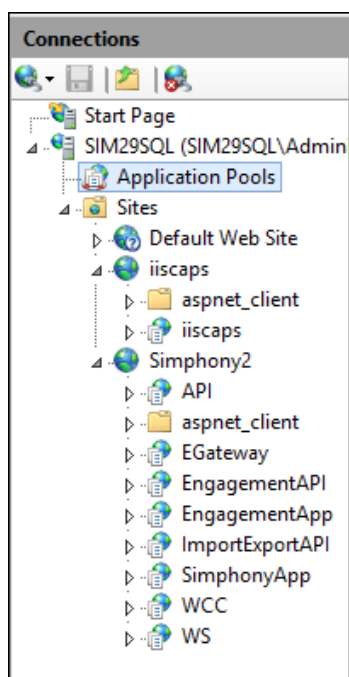 Connections
Start Page
SIM29SQL (SIM29SQL\Admin
Application Pools
Sites
Default Web Site
iiscaps
aspnet_client
iiscaps
Simphony2
API
aspnet_client
EGateway
EngagementAPI
EngagementApp
ImportExportAPI
SimphonyApp
WCC
WS